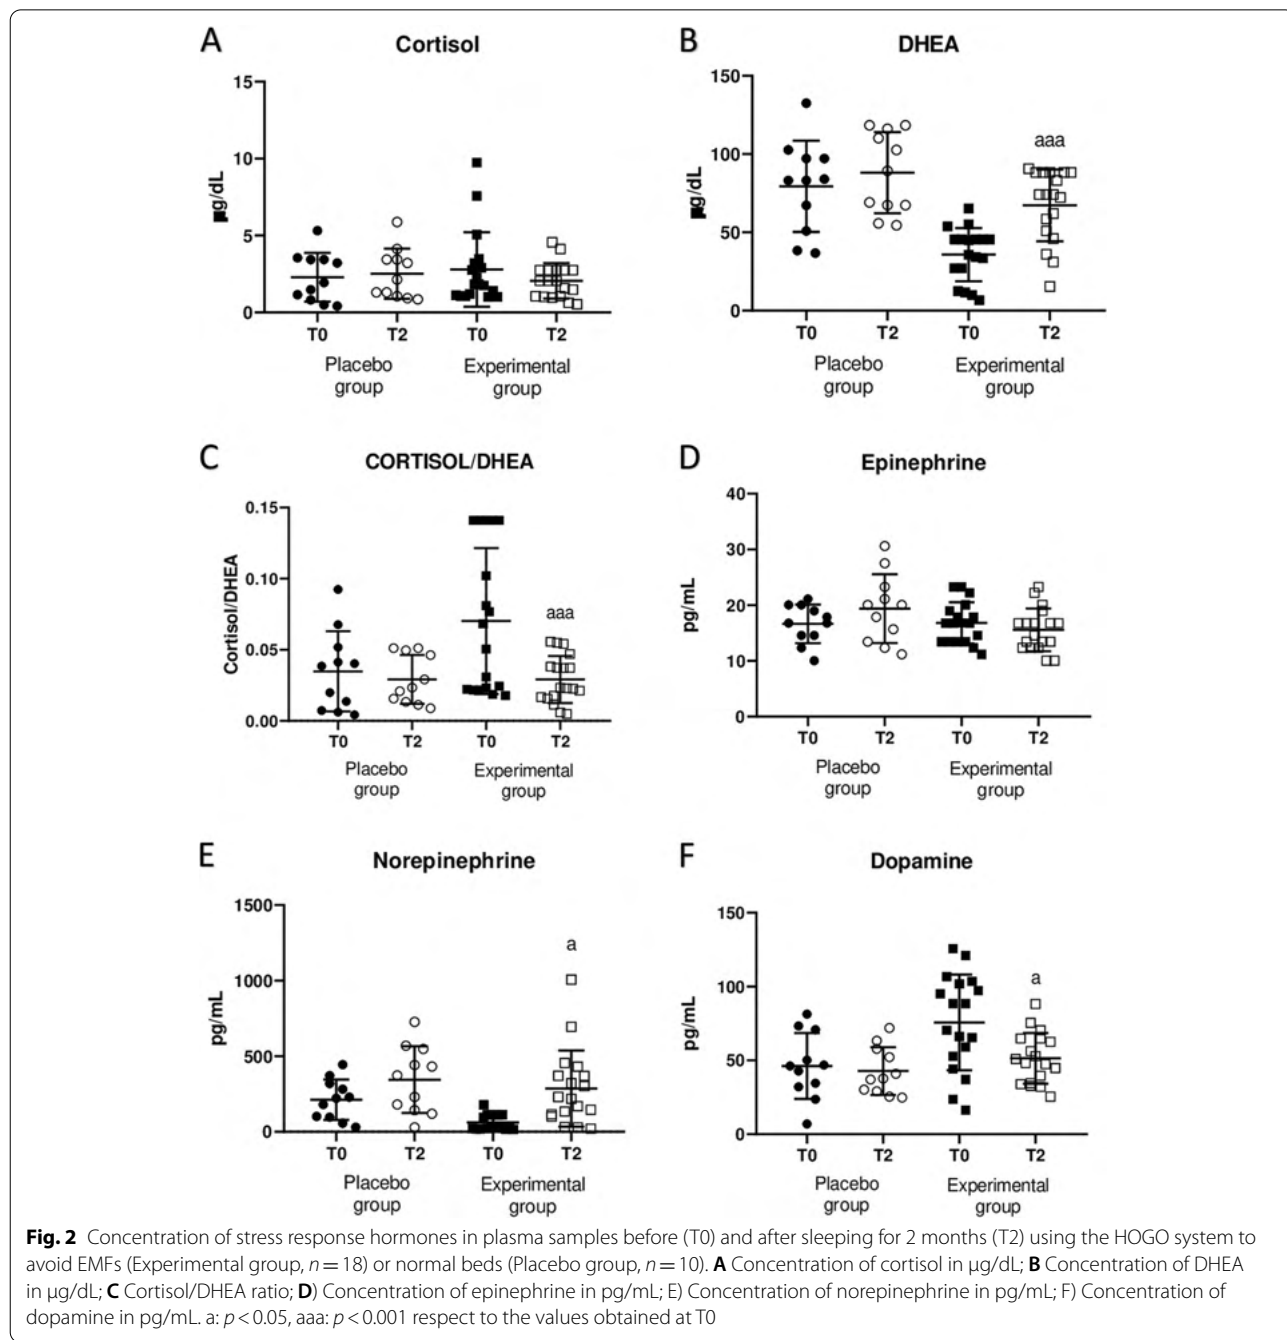 A
Cortisol
15
10
5
0
µg/dL
T0 T2 T0 T2
Placebo group
Experimental group
B
DHEA
150
100
50
0
µg/dL
aaa
T0 T2 T0 T2
Placebo group
Experimental group
C
CORTISOL/DHEA
0.15
0.10
0.05
0.00
Cortisol/DHEA
aaa
T0 T2 T0 T2
Placebo group
Experimental group
D
Epinephrine
40
30
20
10
0
pg/mL
T0 T2 T0 T2
Placebo group
Experimental group
E
Norepinephrine
1500
1000
500
0
pg/mL
a
T0 T2 T0 T2
Placebo group
Experimental group
F
Dopamine
150
100
50
0
pg/mL
a
T0 T2 T0 T2
Placebo group
Experimental group
Fig. 2 Concentration of stress response hormones in plasma samples before (T0) and after sleeping for 2 months (T2) using the HOGO system to
avoid EMFs (Experimental group, n = 18) or normal beds (Placebo group, n = 10). A Concentration of cortisol in µg/dL; B Concentration of DHEA
in µg/dL; C Cortisol/DHEA ratio; D) Concentration of epinephrine in pg/mL; E) Concentration of norepinephrine in pg/mL; F) Concentration of
dopamine in pg/mL. a: p < 0.05, aaa: p < 0.001 respect to the values obtained at T0